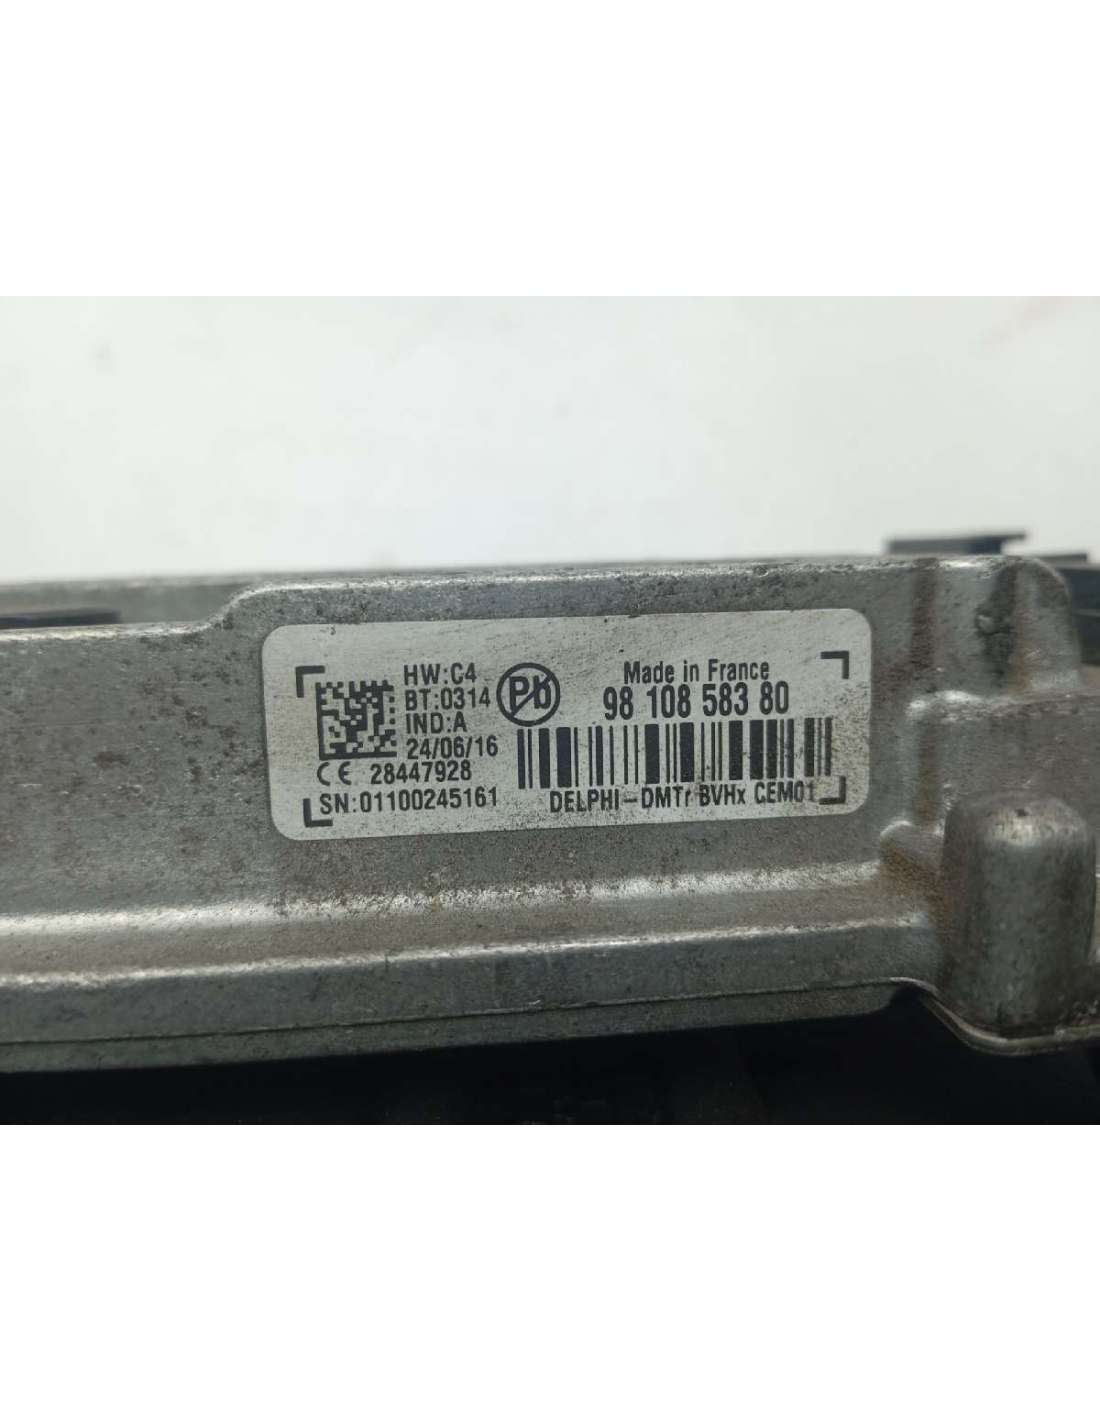 HW:C4
BT:0314
IND:A
24/06/16
CE 28447928
SN:01100245161
Pb
Made in France
98 108 583 80
DELPHI-DMTr BVHx CEM01